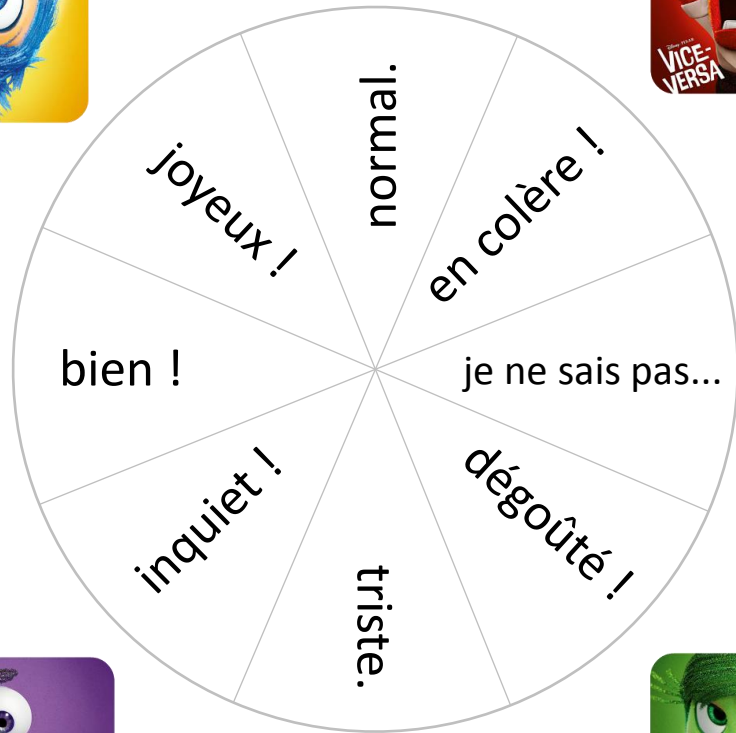 normal.
en colère !
je ne sais pas...
dégoûté !
triste.
inquiet !
bien !
joyeux !
VICE-
VERSA